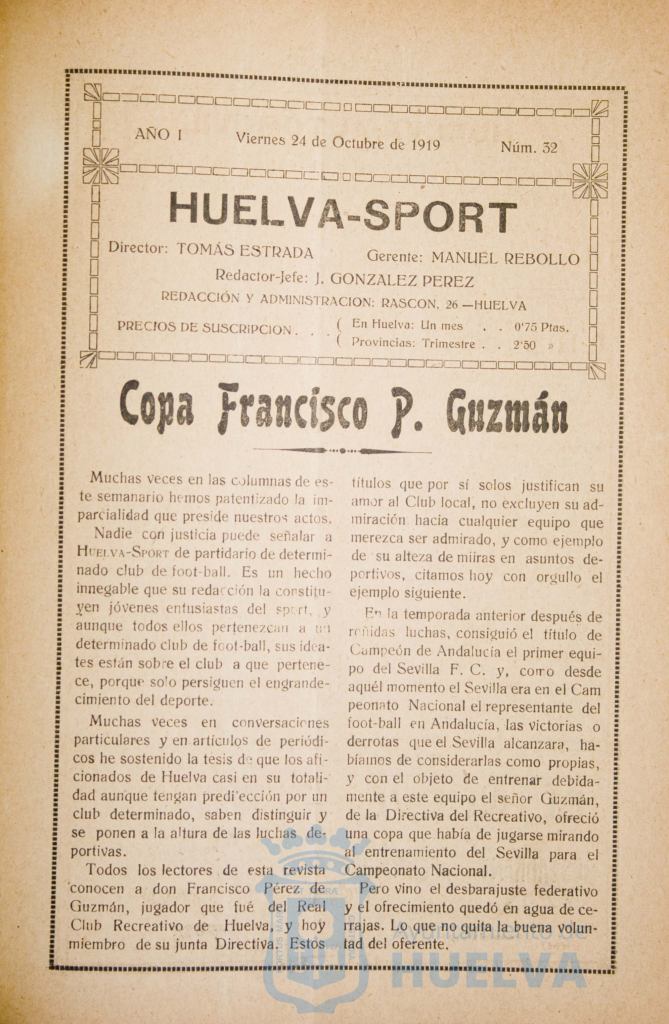 AÑO I
Viernes 24 de Octubre de 1919
Núm. 32
HUELVA-SPORT
Director: TOMÁS ESTRADA
Gerente: MANUEL REBOLLO
Redactor-Jefe: J. GONZALEZ PEREZ
REDACCIÓN Y ADMINISTRACION: RASCON, 26 —HUELVA
PRECIOS DE SUSCRIPCION . . . ( En Huelva: Un mes . . 0'75 Ptas.
( Provincias: Trimestre . . 2'50 »
Copa Francisco P. Guzmán
Muchas veces en las columnas de es-
te semanario hemos patentizado la im-
parcialidad que preside nuestros actos.
Nadie con justicia puede señalar a
HUELVA-SPORT de partidario de determi-
nado club de foot-ball. Es un hecho
innegable que su redacción la constitu-
yen jóvenes entusiastas del sport, y
aunque todos ellos pertenezcan a un
determinado club de foot-ball, sus idea-
tes están sobre el club a que pertene-
ce, porque solo persiguen el engrande-
cimiento del deporte.
Muchas veces en conversaciones
particulares y en artículos de periódi-
cos he sostenido la tesis de que los afi-
cionados de Huelva casi en su totali-
dad aunque tengan predi'ección por un
club determinado, saben distinguir y
se ponen a la altura de las luchas de-
portivas.
Todos los lectores de esta revista
conocen a don Francisco Pérez de
Guzmán, jugador que fué del Real
Club Recreativo de Huelva, y hoy
miembro de su junta Directiva. Estos
títulos que por sí solos justifican su
amor al Club local, no excluyen su ad-
miración hacia cualquier equipo que
merezca ser admirado, y como ejemplo
de su alteza de miiras en asuntos de-
portivos, citamos hoy con orgullo el
ejemplo siguiente.
En la temporada anterior después de
reñidas luchas, consiguió el título de
Campeón de Andalucía el primer equi-
po del Sevilla F. C. y, como desde
aquél momento el Sevilla era en el Cam
peonato Nacional el representante del
foot-ball en Andalucía, las victorias o
derrotas que el Sevilla alcanzara, ha-
bíamos de considerarlas como propias,
y con el objeto de entrenar debida-
mente a este equipo el señor Guzmán,
de la Directiva del Recreativo, ofreció
una copa que había de jugarse mirando
al entrenamiento del Sevilla para el
Campeonato Nacional.
Pero vino el desbarajuste federativo
y el ofrecimiento quedó en agua de ce-
rrajas. Lo que no quita la buena volun-
tad del oferente.
Ayuntamiento de
HUELVA